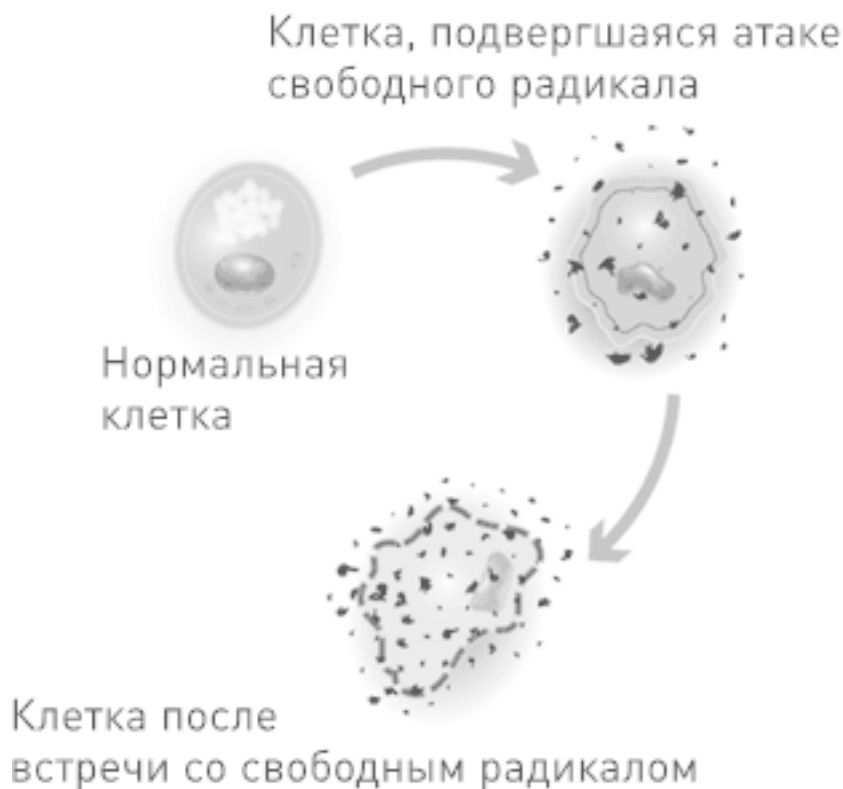 Клетка, подвергшаяся атаке
свободного радикала
Нормальная
клетка
Клетка после
встречи со свободным радикалом